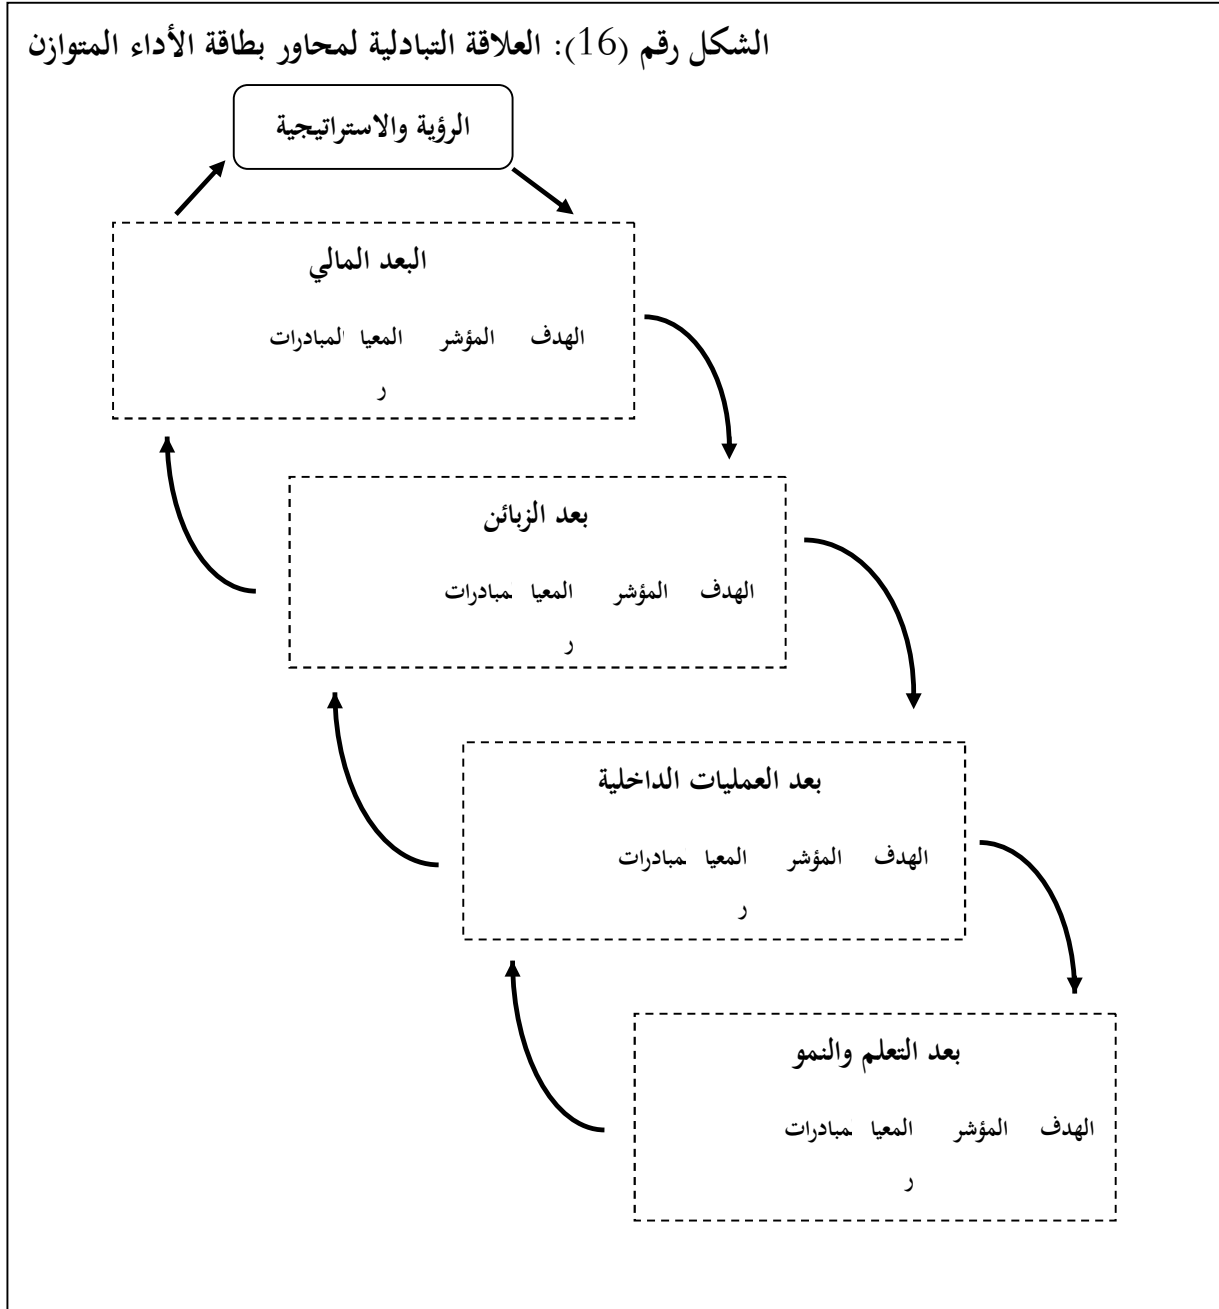 الشكل رقم (16): العلاقة التبادلية لمحاور بطاقة الأداء المتوازن
الرؤية والاستراتيجية
البعد المالي
الهدف المؤشر المعيا المبادرات
ر
بعد الزبائن
الهدف المؤشر المعيا مبادرات
ر
بعد العمليات الداخلية
الهدف المؤشر المعيا مبادرات
ر
بعد التعلم والنمو
الهدف المؤشر المعيا مبادرات
ر